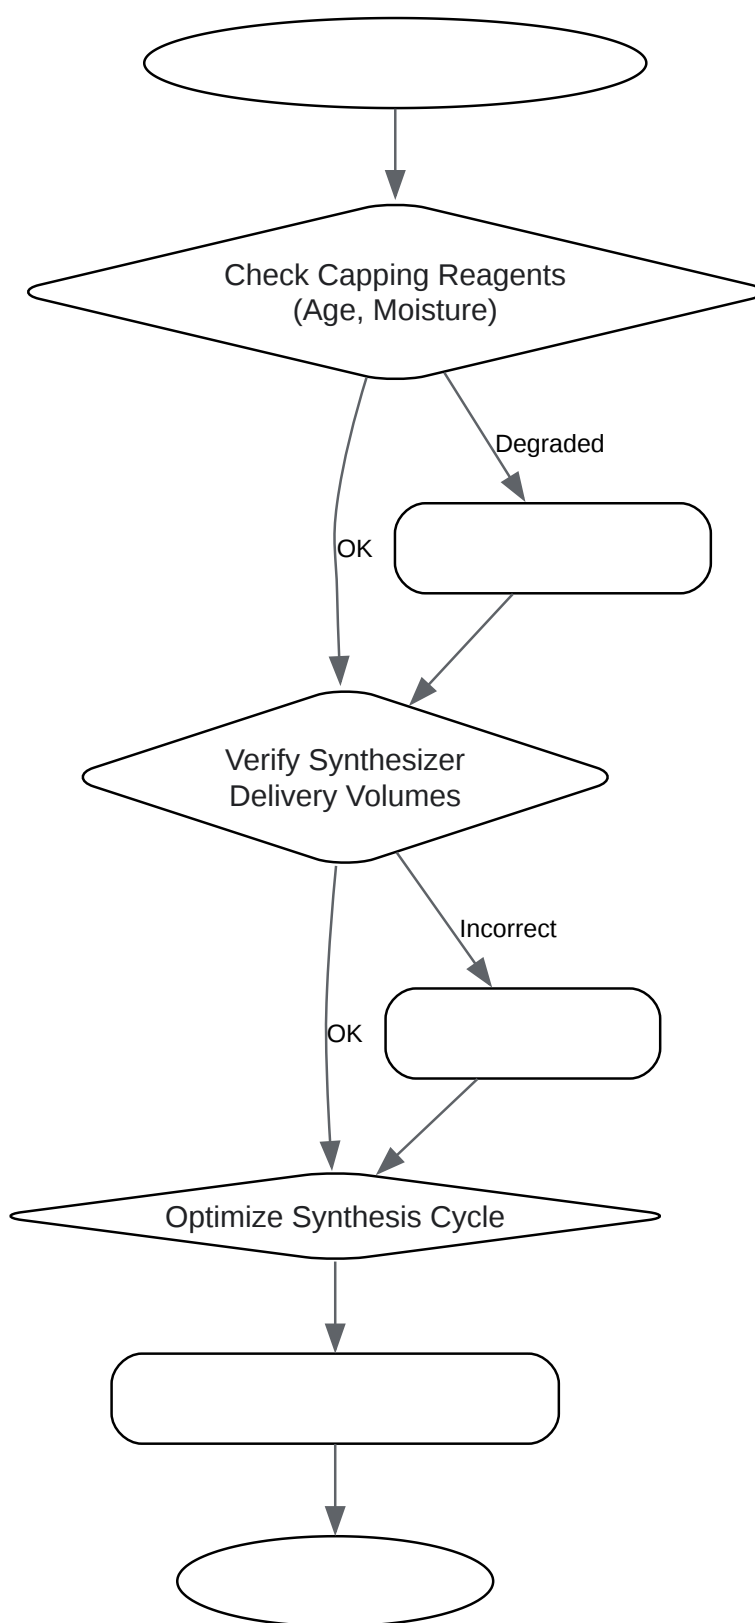 Check Capping Reagents
(Age, Moisture)
Degraded
OK
Verify Synthesizer
Delivery Volumes
Incorrect
OK
Optimize Synthesis Cycle